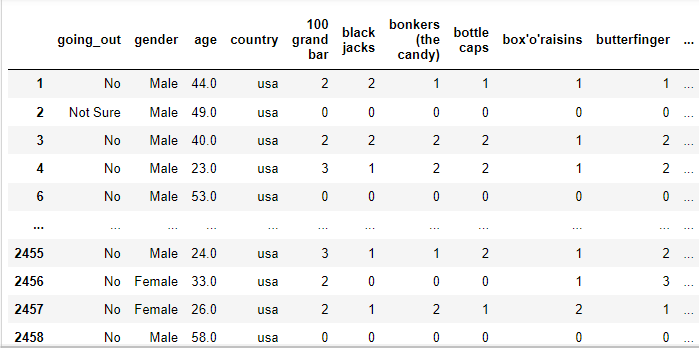 going_out gender age country 100 grand bar black jacks bonkers (the candy) bottle caps box'o'raisins butterfinger ...
1 No Male 44.0 usa 2 2 1 1 1 1 ...
2 Not Sure Male 49.0 usa 0 0 0 0 0 0 ...
3 No Male 40.0 usa 2 2 2 2 1 2 ...
4 No Male 23.0 usa 3 1 2 2 1 2 ...
6 No Male 53.0 usa 0 0 0 0 0 0 ...
... ... ... ... ... ... ... ... ... ... ... ...
2455 No Male 24.0 usa 3 1 1 2 1 2 ...
2456 No Female 33.0 usa 2 0 0 0 1 3 ...
2457 No Female 26.0 usa 2 1 2 1 2 1 ...
2458 No Male 58.0 usa 0 0 0 0 0 0 ...